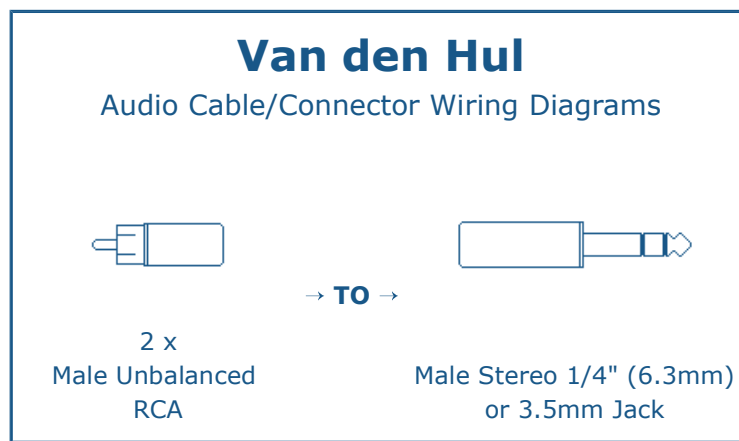 Van den Hul
Audio Cable/Connector Wiring Diagrams
→ TO →
2 x
Male Unbalanced
RCA
Male Stereo 1/4" (6.3mm)
or 3.5mm Jack